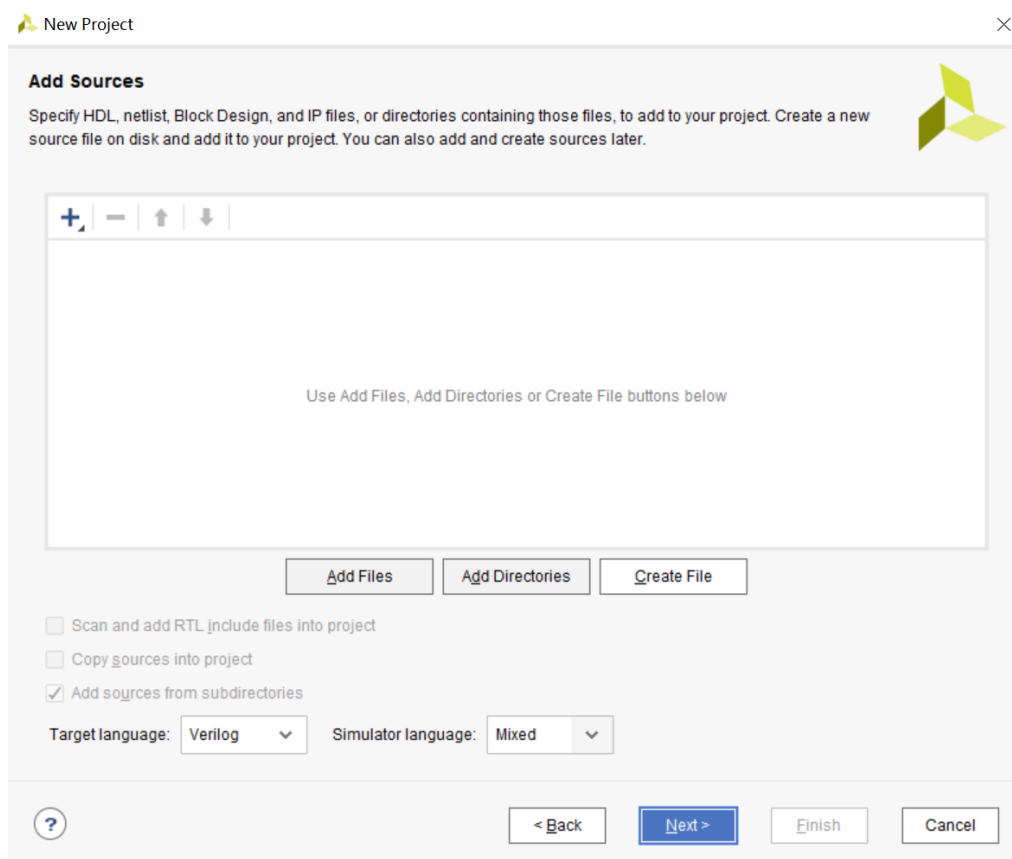 New Project
Add Sources
Specify HDL, netlist, Block Design, and IP files, or directories containing those files, to add to your project. Create a new
source file on disk and add it to your project. You can also add and create sources later.
Use Add Files, Add Directories or Create File buttons below
Add Files Add Directories Create File
Scan and add RTL include files into project
Copy sources into project
Add sources from subdirectories
Target language: Verilog Simulator language: Mixed
? < Back Next > Finish Cancel